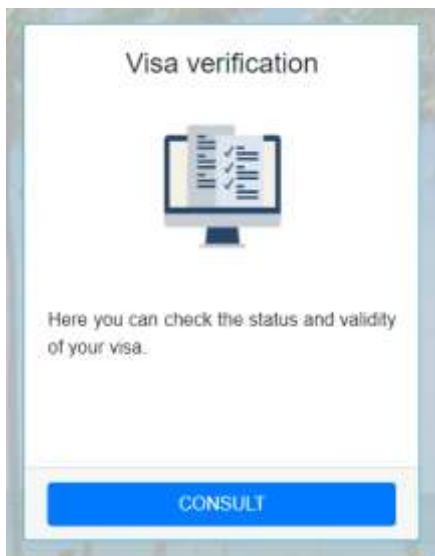 Visa verification
Here you can check the status and validity
of your visa.
CONSULT